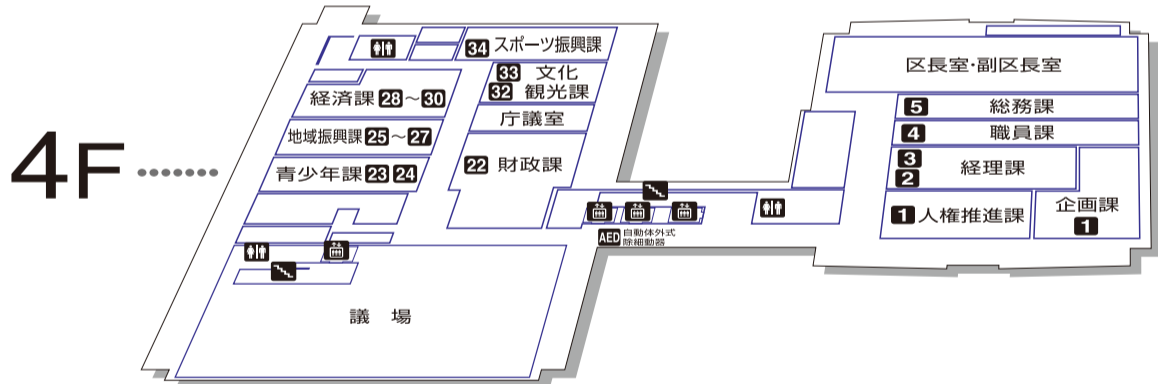 4F
34 スポーツ振興課
33 文化
32 観光課
経済課 28～30
庁議室
地域振興課 25～27
22 財政課
青少年課 23 24
AED 自動体外式
除細動器
議場
区長室・副区長室
5 総務課
4 職員課
3
2 経理課
1 人権推進課
企画課
1